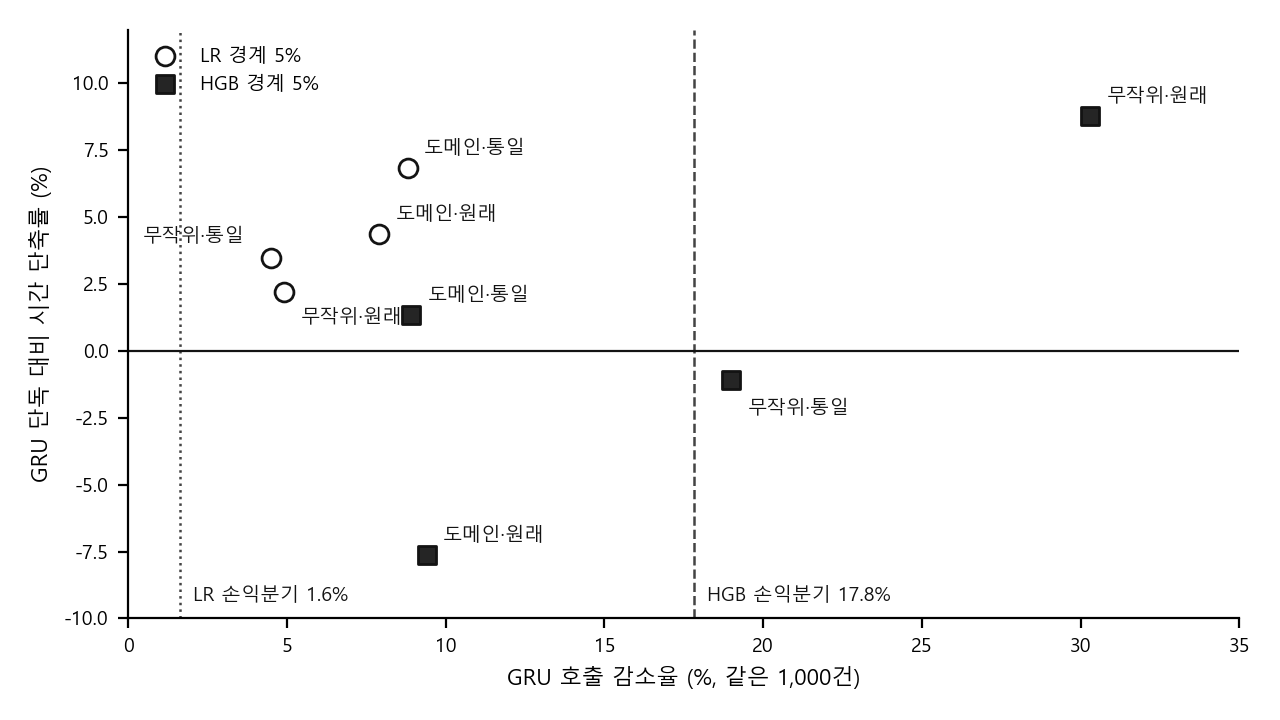 LR 경계 5%
HGB 경계 5%
무작위·원래
도메인·통일
도메인·원래
무작위·통일
도메인·통일
무작위·원래
무작위·통일
도메인·원래
LR 손익분기 1.6%
HGB 손익분기 17.8%
GRU 단독 대비 시간 단축률 (%)
10.0
7.5
5.0
2.5
0.0
-2.5
-5.0
-7.5
-10.0
0 5 10 15 20 25 30 35
GRU 호출 감소율 (%, 같은 1,000건)